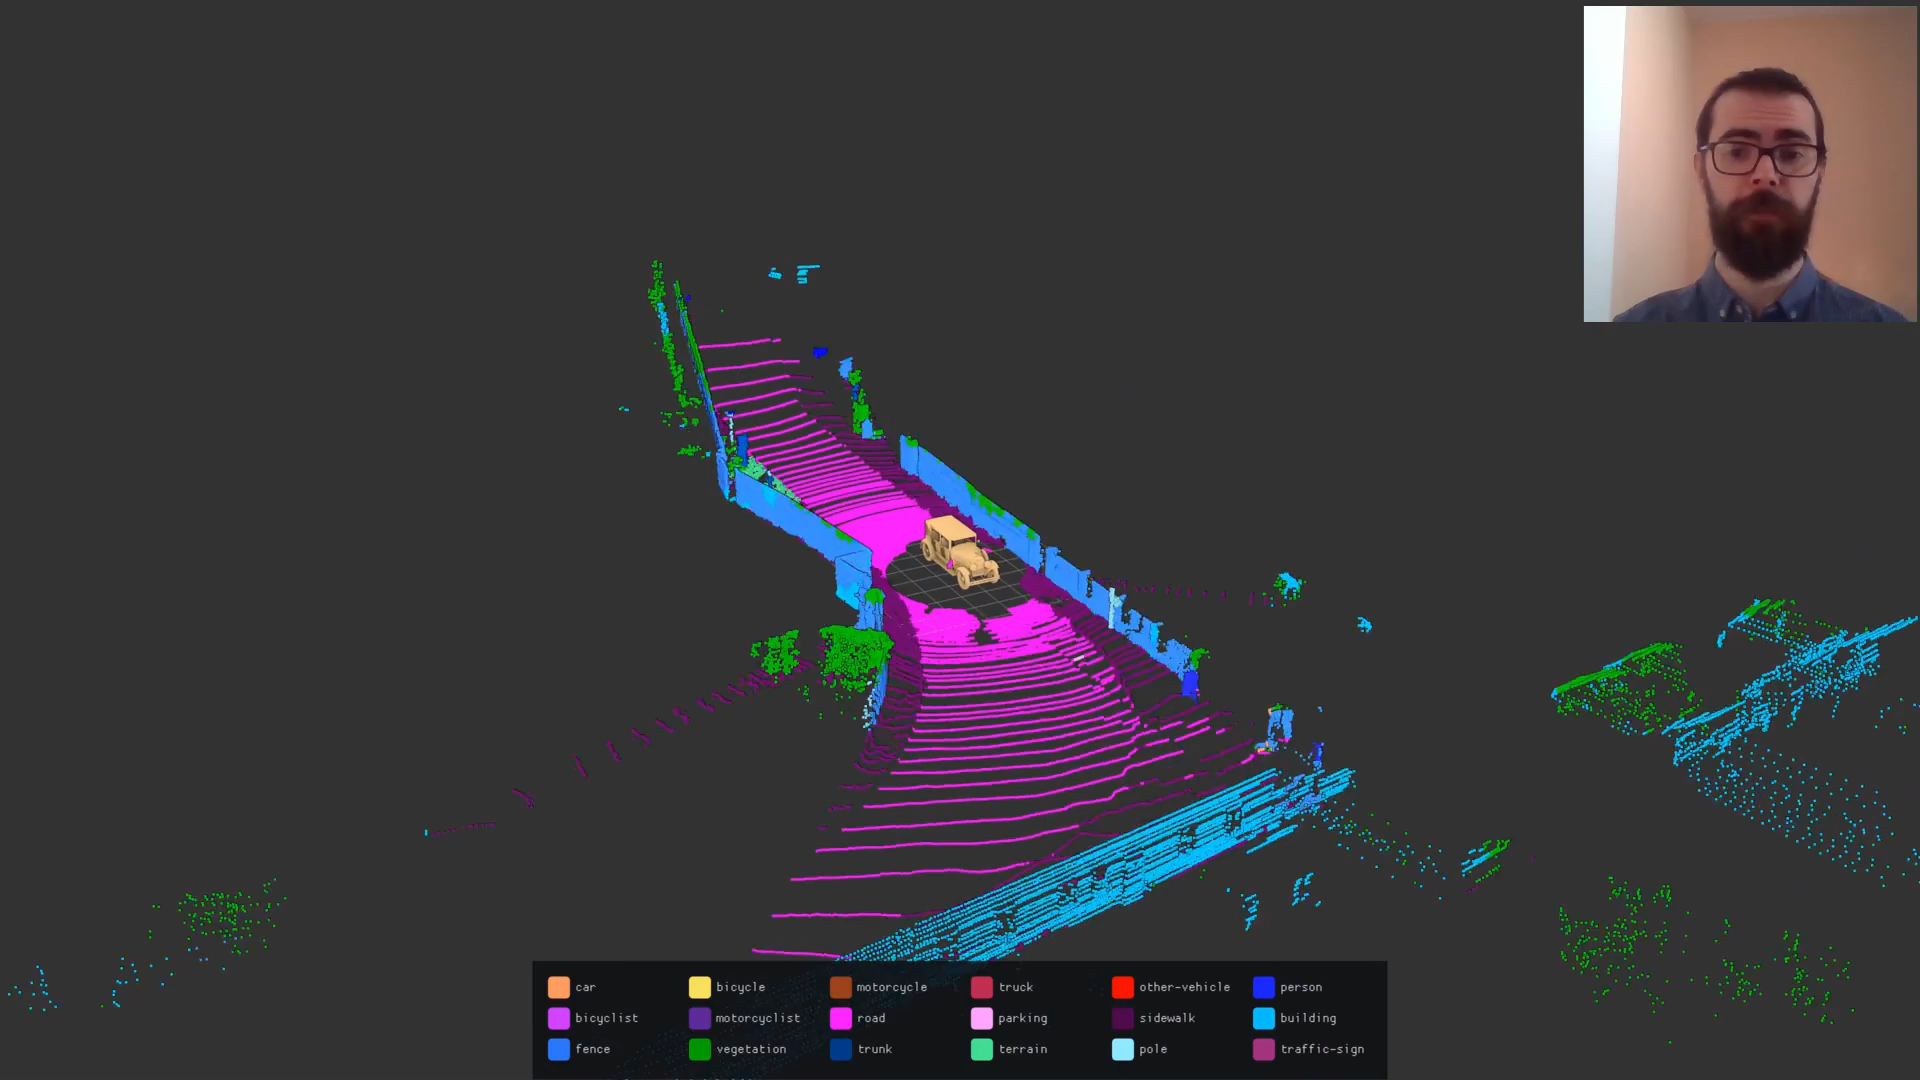 car bicycle motorcycle truck other-vehicle person
bicyclist motorcyclist road parking sidewalk building
fence vegetation trunk terrain pole traffic-sign